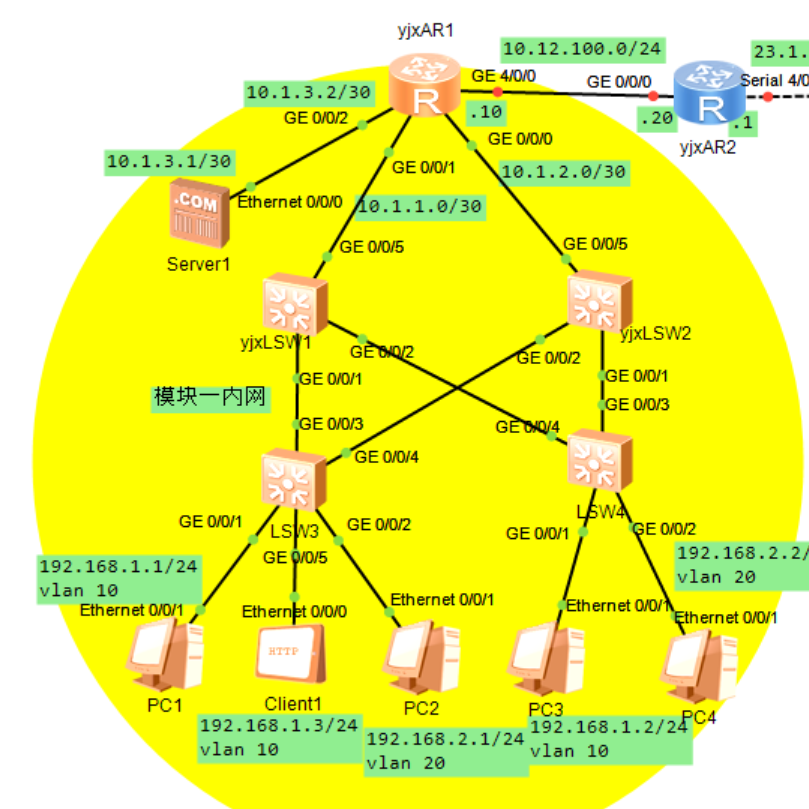 yjxAR1
10.12.100.0/24
23.1.
GE 4/0/0
GE 0/0/0
Serial 4/0
10.1.3.2/30
GE 0/0/2
.10
.20
.1
R
R
yjxAR2
GE 0/0/0
10.1.3.1/30
GE 0/0/1
10.1.2.0/30
.COM
Ethernet 0/0/0
10.1.1.0/30
Server1
GE 0/0/5
GE 0/0/5
yjxLSW1
yjxLSW2
GE 0/0/2
GE 0/0/2
GE 0/0/1
GE 0/0/1
模块一内网
GE 0/0/3
GE 0/0/3
GE 0/0/4
GE 0/0/4
LSW3
LSW4
GE 0/0/1
GE 0/0/2
GE 0/0/5
GE 0/0/1
GE 0/0/2
192.168.1.1/24
vlan 10
192.168.2.2/
vlan 20
Ethernet 0/0/1
Ethernet 0/0/0
Ethernet 0/0/1
Ethernet 0/0/1
Ethernet 0/0/1
HTTP
PC1
Client1
PC2
PC3
PC4
192.168.1.3/24
vlan 10
192.168.2.1/24
vlan 20
192.168.1.2/24
vlan 10